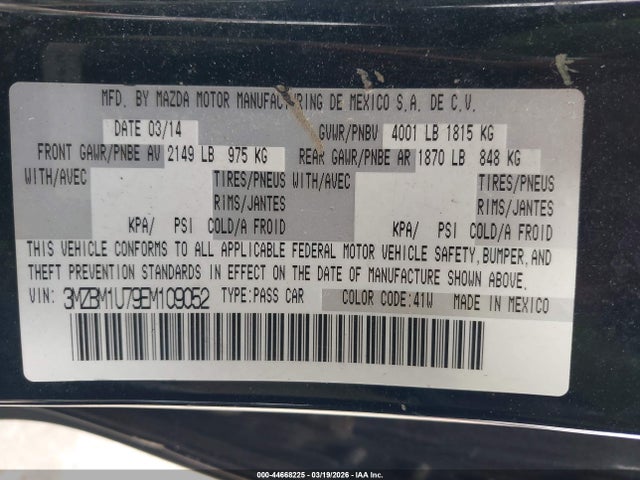 MFD. BY MAZDA MOTOR MANUFACTURING DE MEXICO S.A. DE C.V.
DATE 03/14 GVWR/PNBV 4001 LB 1815 KG
FRONT GAWR/PNBE AV 2149 LB 975 KG REAR GAWR/PNBE AR 1870 LB 848 KG
WITH/AVEC TIRES/PNEUS WITH/AVEC TIRES/PNEUS
RIMS/JANTES RIMS/JANTES
KPA/ PSI COLD/A FROID KPA/ PSI COLD/A FROID
THIS VEHICLE CONFORMS TO ALL APPLICABLE FEDERAL MOTOR VEHICLE SAFETY, BUMPER, AND
THEFT PREVENTION STANDARDS IN EFFECT ON THE DATE OF MANUFACTURE SHOWN ABOVE.
VIN: 3MZBM1U79EM109052 TYPE:PASS CAR COLOR CODE:41W MADE IN MEXICO
000-44668225 - 03/19/2026 - IAA Inc.